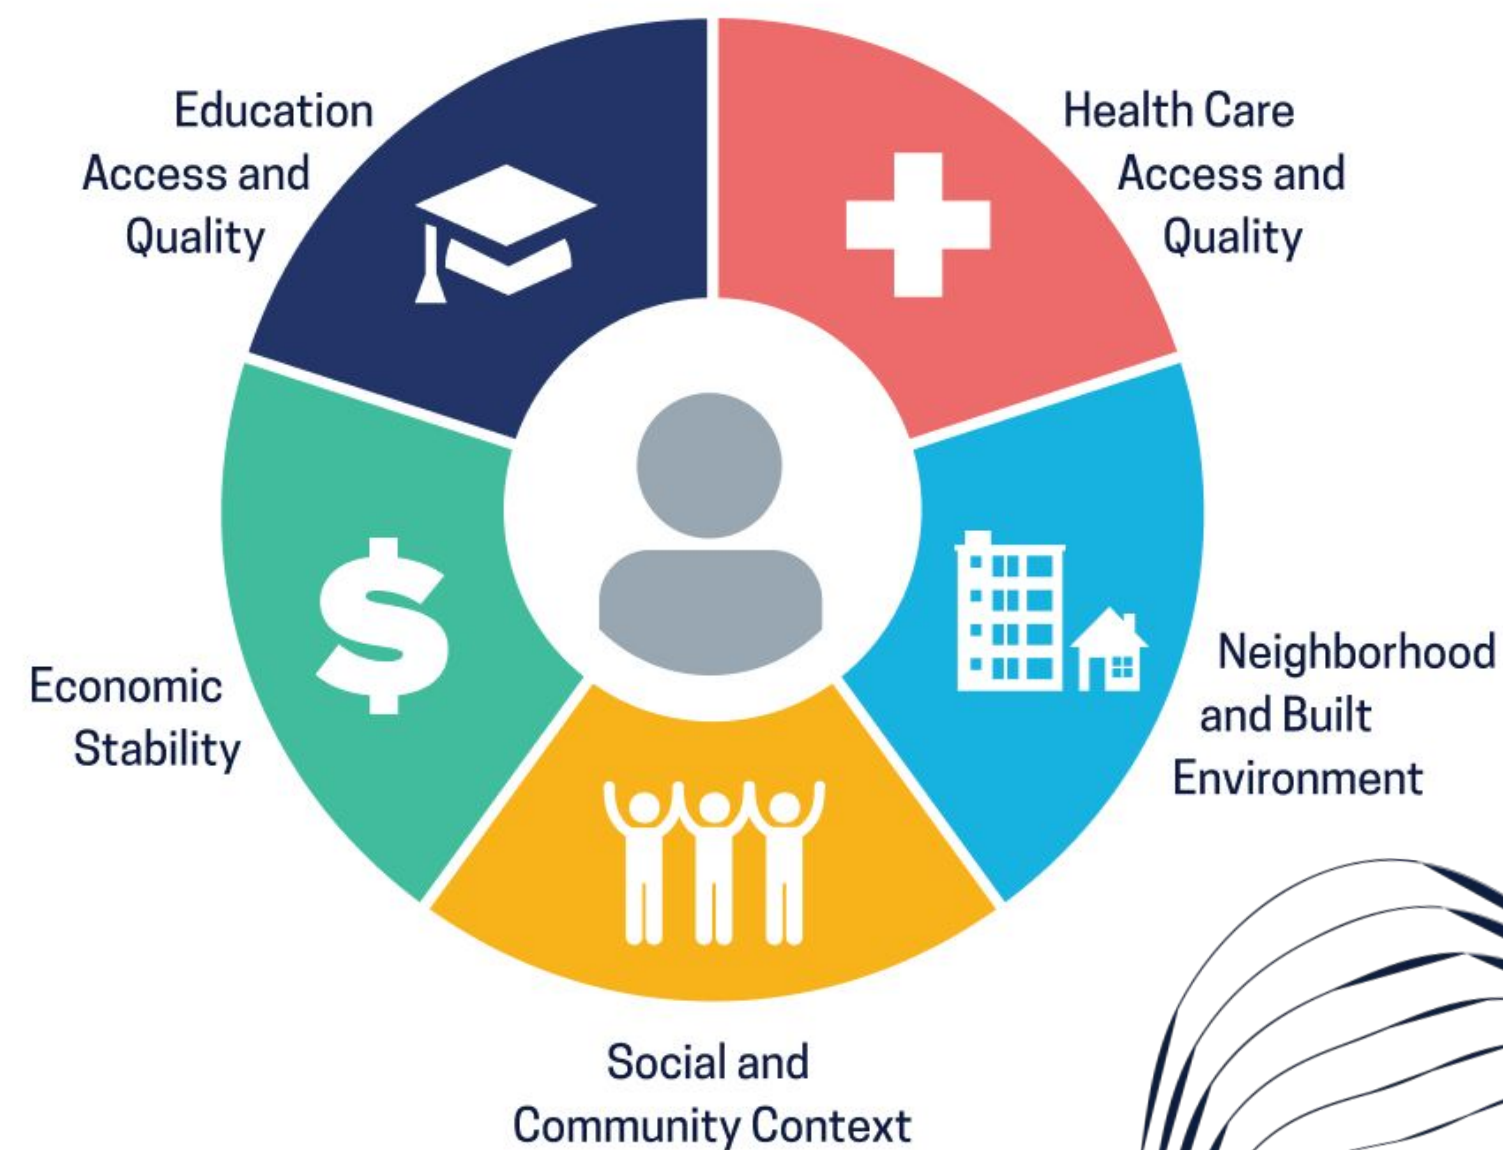 Education
Access and
Quality
Health Care
Access and
Quality
Economic
Stability
Neighborhood
and Built
Environment
Social and
Community Context